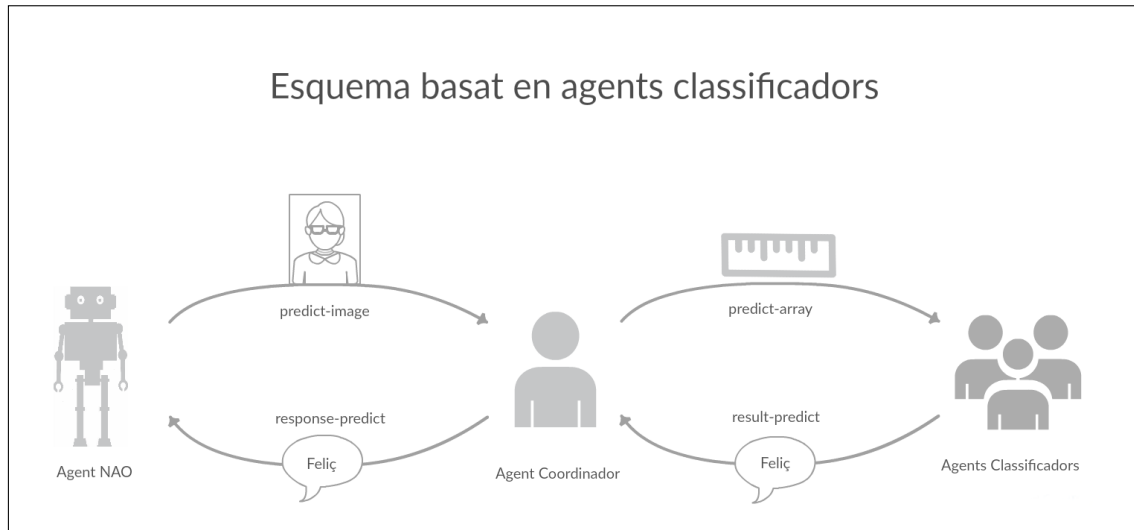 Esquema basat en agents classificadors
predict-image
predict-array
response-predict
result-predict
Feliç
Feliç
Agent NAO
Agent Coordinador
Agents Classificadors